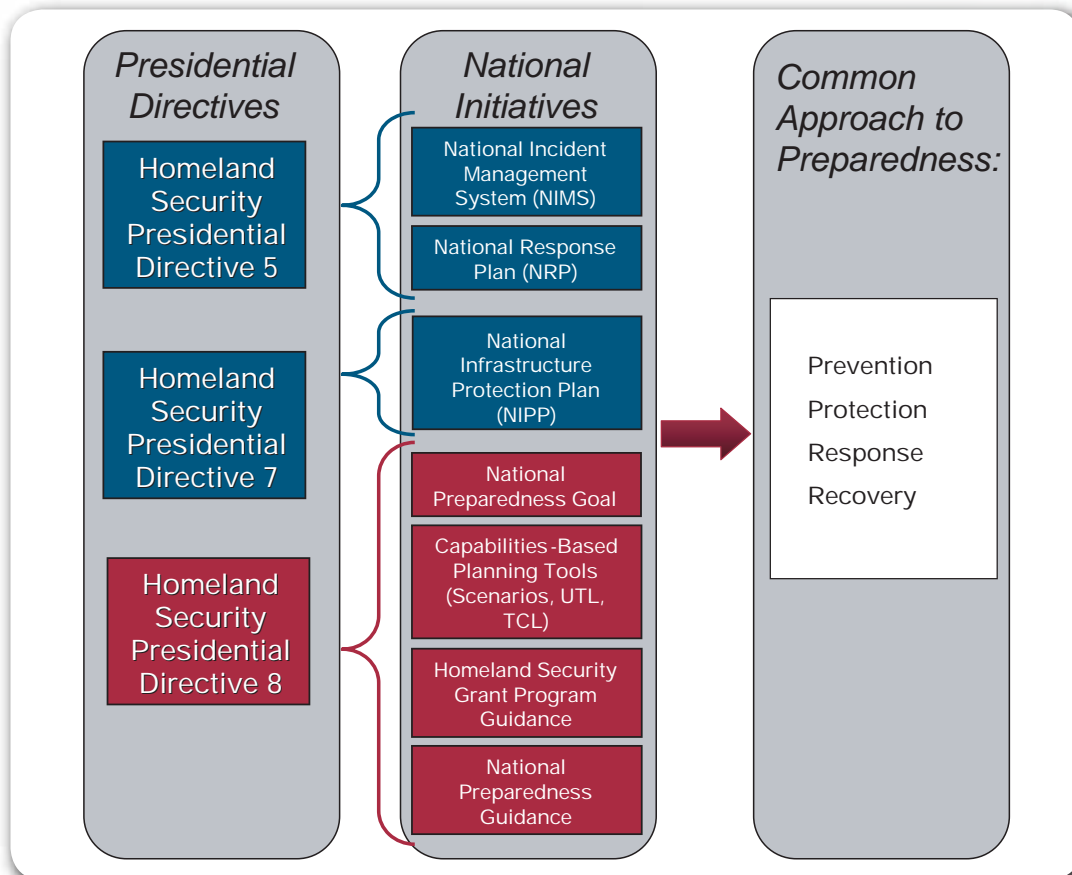 Presidential
Directives
Homeland
Security
Presidential
Directive 5
Homeland
Security
Presidential
Directive 7
Homeland
Security
Presidential
Directive 8
National
Initiatives
National Incident
Management
System (NIMS)
National Response
Plan (NRP)
National
Infrastructure
Protection Plan
(NIPP)
National
Preparedness Goal
Capabilities-Based
Planning Tools
(Scenarios, UTL,
TCL)
Homeland Security
Grant Program
Guidance
National
Preparedness
Guidance
Common
Approach to
Preparedness:
Prevention
Protection
Response
Recovery